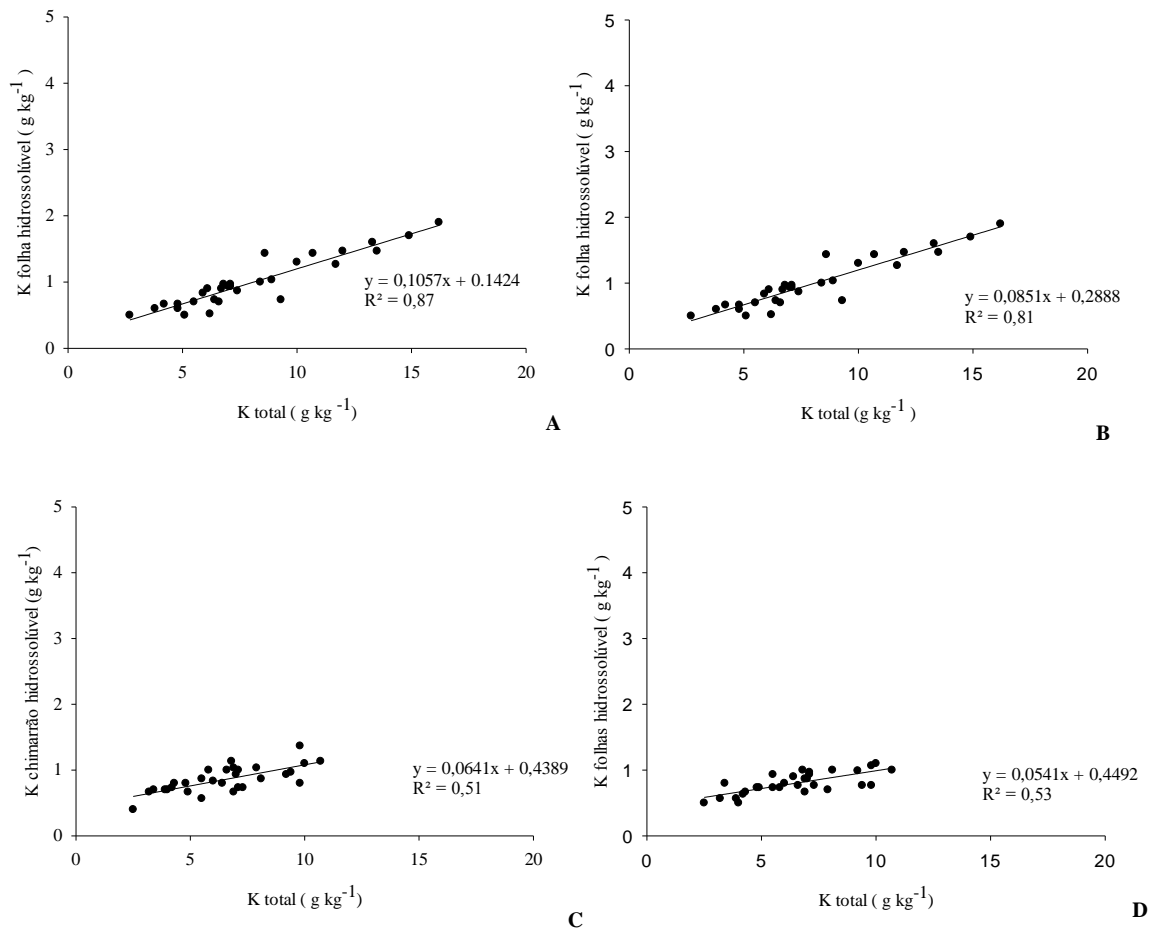 5
4
3
2
1
0
K folha hidrossolúvel ( g kg-1 )
0 5 10 15 20
K total ( g kg -1)
y = 0,1057x + 0.1424
R² = 0,87
A
5
4
3
2
1
0
K folha hidrossolúvel ( g kg-1 )
0 5 10 15 20
K total (g kg-1 )
y = 0,0851x + 0,2888
R² = 0,81
B
5
4
3
2
1
0
K chimarrão hidrossolúvel (g kg-1)
0 5 10 15 20
K total ( g kg-1 )
y = 0,0641x + 0,4389
R² = 0,51
C
5
4
3
2
1
0
K folhas hidrossolúvel ( g kg-1 )
0 5 10 15 20
K total ( g kg-1 )
y = 0,0541x + 0,4492
R² = 0,53
D